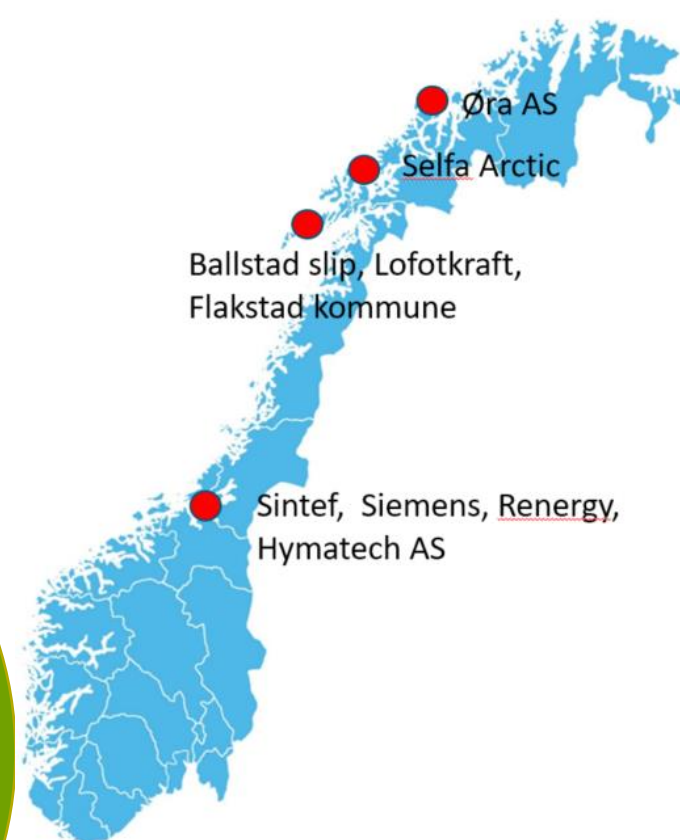 Øra AS
Selfa Arctic
Ballstad slip, Lofotkraft,
Flakstad kommune
Sintef,  Siemens, Renergy,
Hymatech AS